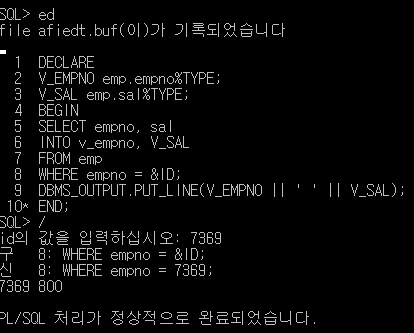 SQL> ed
file afiedt.buf(이)가 기록되었습니다
1 DECLARE
2 V_EMPNO emp.empno%TYPE;
3 V_SAL emp.sal%TYPE;
4 BEGIN
5 SELECT empno, sal
6 INTO v_empno, V_SAL
7 FROM emp
8 WHERE empno = &ID;
9 DBMS_OUTPUT.PUT_LINE(V_EMPNO || ' ' || V_SAL);
10* END;
SQL> /
id의 값을 입력하십시오: 7369
구 8: WHERE empno = &ID;
신 8: WHERE empno = 7369;
7369 800
PL/SQL 처리가 정상적으로 완료되었습니다.